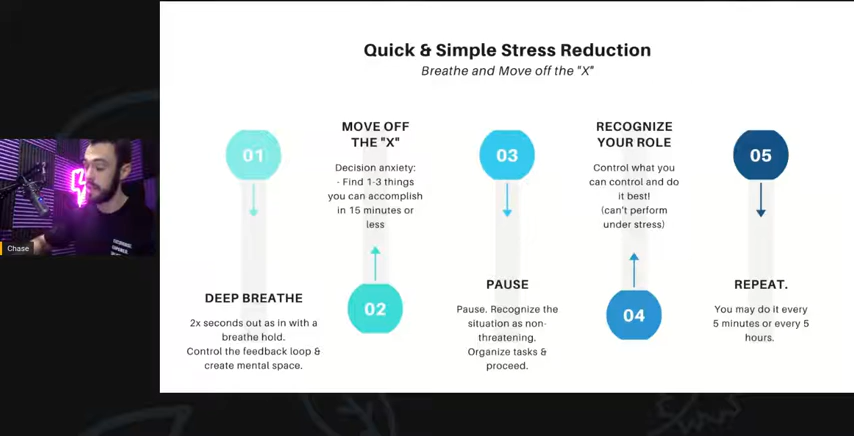 Quick & Simple Stress Reduction
Breathe and Move off the "X"
01
DEEP BREATHE
2x seconds out as in with a
breathe hold.
Control the feedback loop &
create mental space.
MOVE OFF
THE "X"
Decision anxiety:
- Find 1-3 things
you can accomplish
in 15 minutes or
less
02
03
PAUSE
Pause. Recognize the
situation as non-
threatening.
Organize tasks &
proceed.
RECOGNIZE
YOUR ROLE
Control what you
can control and do
it best!
(can't perform
under stress)
04
05
REPEAT.
You may do it every
5 minutes or every 5
hours.
Chase